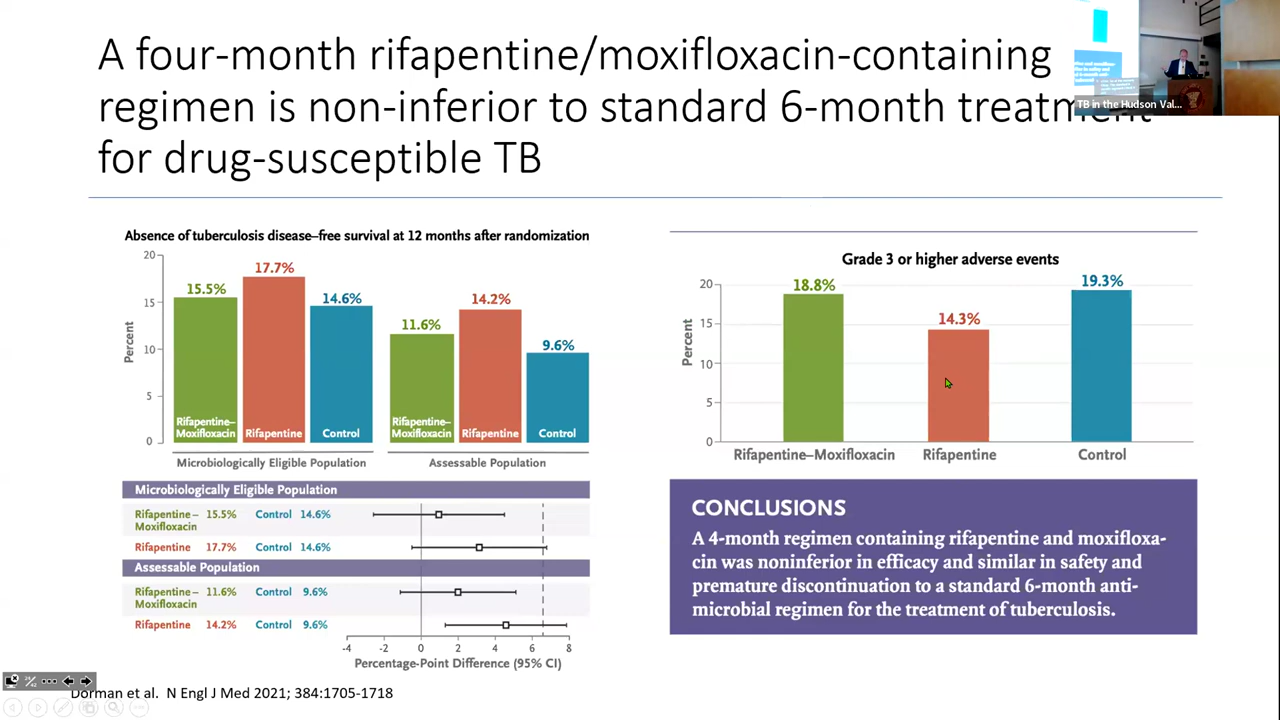 A four-month rifapentine/moxifloxacin-containing
regimen is non-inferior to standard 6-month treatment
for drug-susceptible TB
TB in the Hudson Val...
Absence of tuberculosis disease–free survival at 12 months after randomization
20
15
10
5
0
Percent
15.5%
17.7%
14.6%
11.6%
14.2%
9.6%
Rifapentine–
Moxifloxacin
Rifapentine
Control
Rifapentine–
Moxifloxacin
Rifapentine
Control
Microbiologically Eligible Population
Assessable Population
Microbiologically Eligible Population
Rifapentine– 15.5% Control 14.6%
Moxifloxacin
Rifapentine 17.7% Control 14.6%
Assessable Population
Rifapentine– 11.6% Control 9.6%
Moxifloxacin
Rifapentine 14.2% Control 9.6%
-4 -2 0 2 4 6 8
Percentage-Point Difference (95% CI)
Grade 3 or higher adverse events
20
15
10
5
0
Percent
18.8%
14.3%
19.3%
Rifapentine–Moxifloxacin
Rifapentine
Control
CONCLUSIONS
A 4-month regimen containing rifapentine and moxifloxa-
cin was noninferior in efficacy and similar in safety and
premature discontinuation to a standard 6-month anti-
microbial regimen for the treatment of tuberculosis.
Dorman et al. N Engl J Med 2021; 384:1705-1718